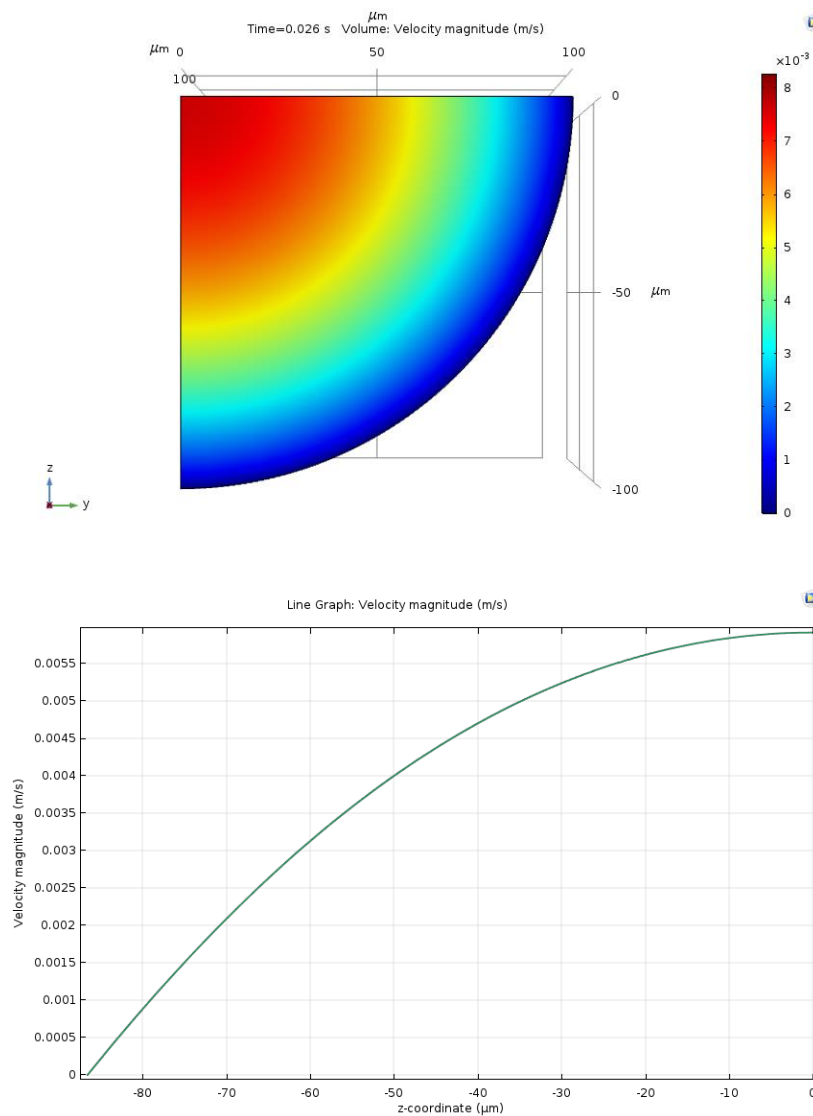 μm
Time=0.026 s   Volume: Velocity magnitude (m/s)
μm 0 50 100
100
×10⁻³
0
-50 μm
-100
8
7
6
5
4
3
2
1
0
z
y
Line Graph: Velocity magnitude (m/s)
Velocity magnitude (m/s)
0.0055
0.005
0.0045
0.004
0.0035
0.003
0.0025
0.002
0.0015
0.001
0.0005
0
-80 -70 -60 -50 -40 -30 -20 -10 0
z-coordinate (μm)